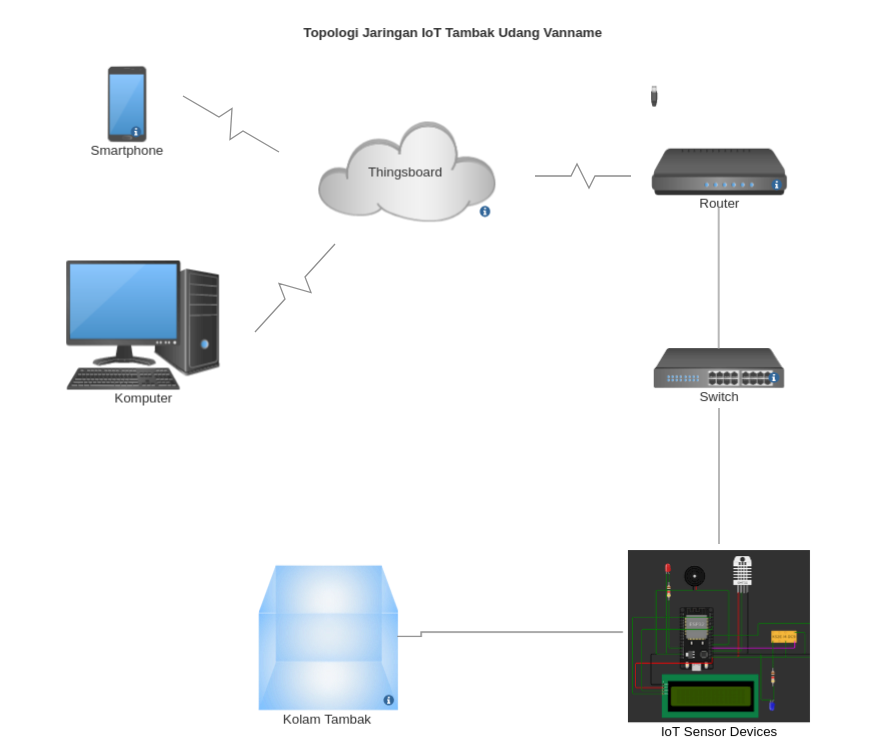 Topologi Jaringan IoT Tambak Udang Vanname
Smartphone
Thingsboard
Router
Komputer
Switch
Kolam Tambak
IoT Sensor Devices